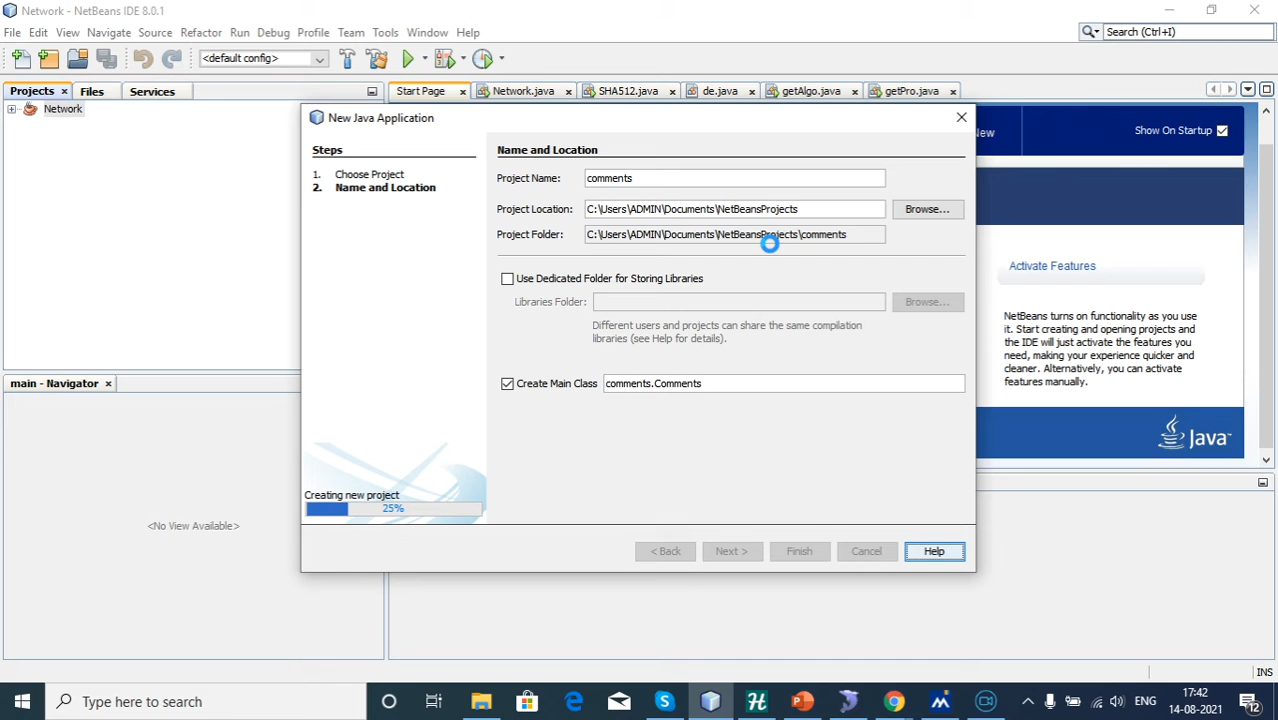 Network - NetBeans IDE 8.0.1
File Edit View Navigate Source Refactor Run Debug Profile Team Tools Window Help
Search (Ctrl+I)
<default config>
Projects Files Services
Start Page Network.java SHA512.java de.java getAlgo.java getPro.java
Network
New Java Application
New
Show On Startup
Steps
1. Choose Project
2. Name and Location
Name and Location
Project Name: comments
Project Location: C:\Users\ADMIN\Documents\NetBeansProjects Browse...
Project Folder: C:\Users\ADMIN\Documents\NetBeansProjects\comments
Use Dedicated Folder for Storing Libraries
Libraries Folder: Browse...
Different users and projects can share the same compilation
libraries (see Help for details).
Create Main Class comments.Comments
Activate Features
NetBeans turns on functionality as you
use it. Start creating and opening projects and
the IDE will just activate the features you
need, making your experience quicker and
cleaner. Alternatively, you can activate
features manually.
Java
main - Navigator
<No View Available>
Creating new project
25%
< Back Next > Finish Cancel Help
INS
Type here to search
ENG
17:42
14-08-2021
12